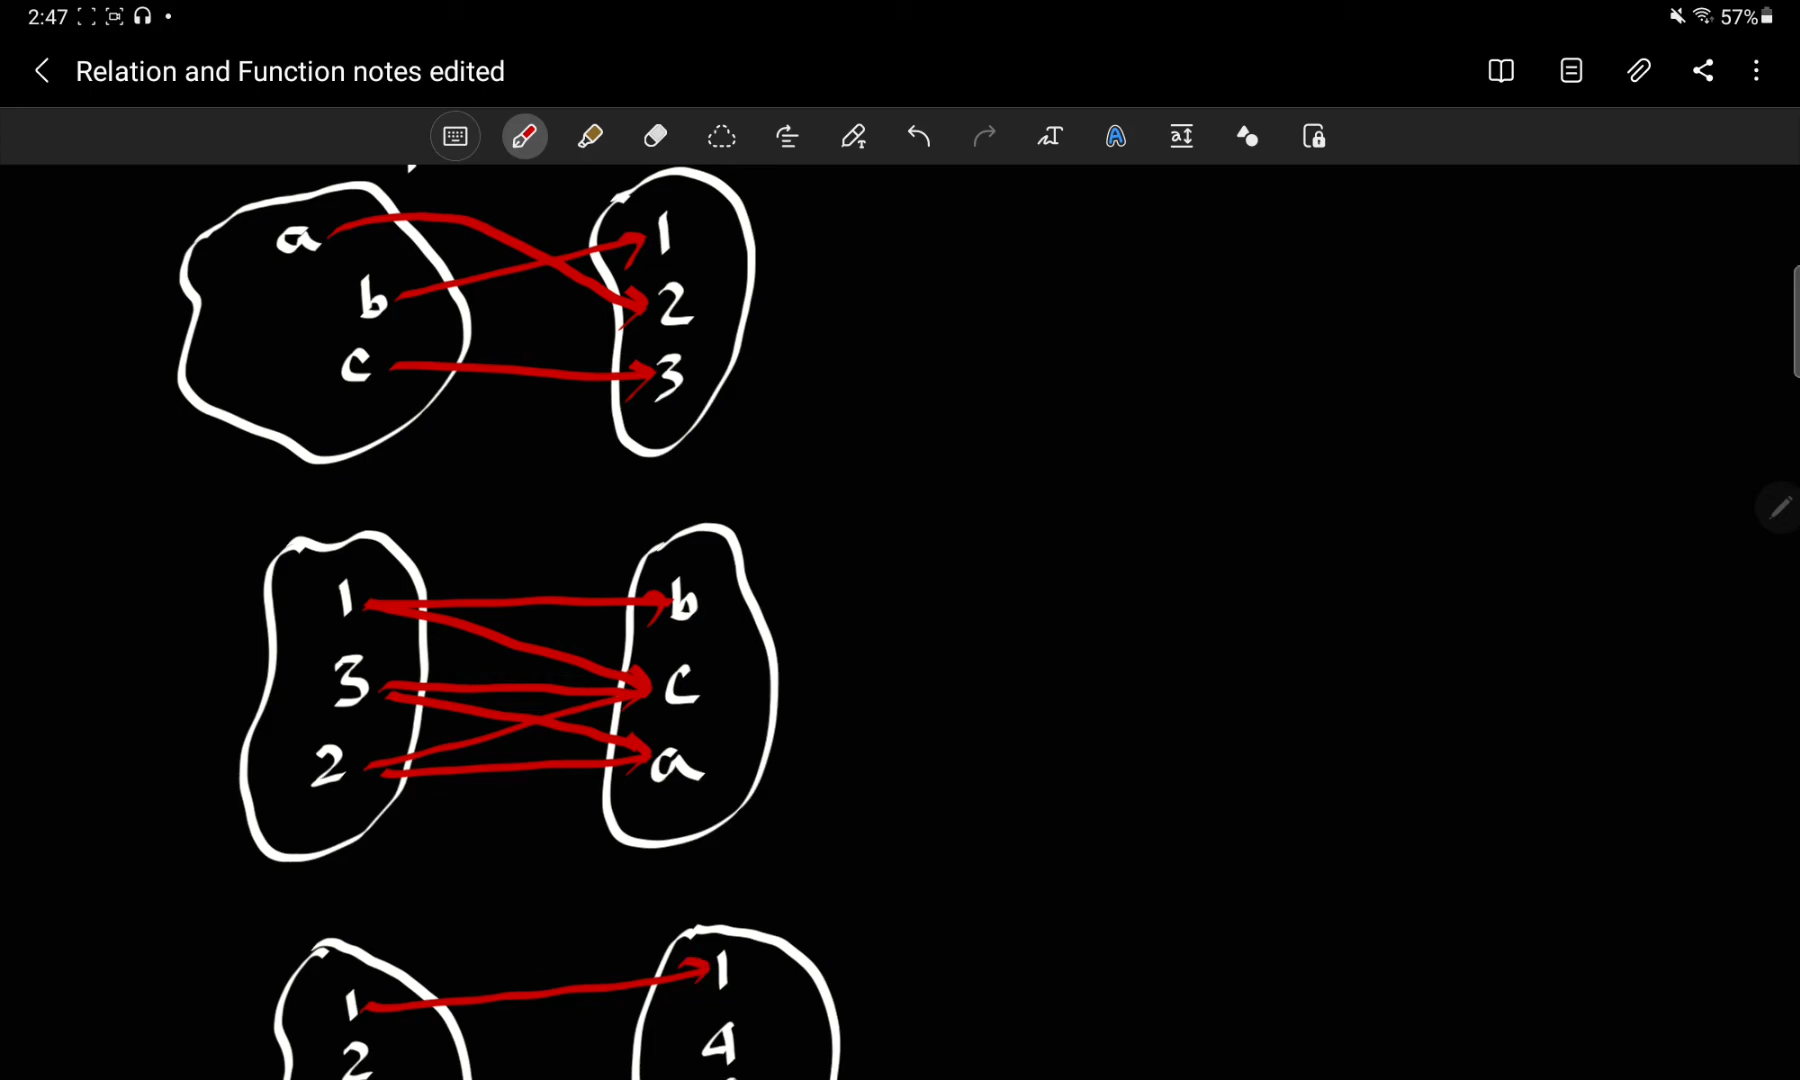 2:47 57%
Relation and Function notes edited
a 1
b 2
c 3
1 b
3 c
2 a
1 1
2 4